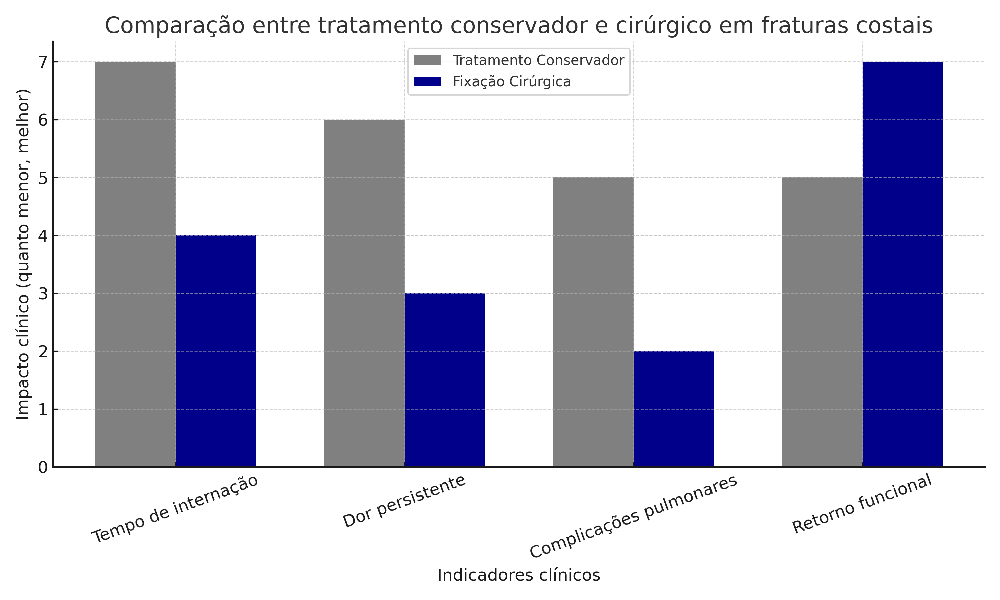 Comparação entre tratamento conservador e cirúrgico em fraturas costais
Tratamento Conservador
Fixação Cirúrgica
Impacto clínico (quanto menor, melhor)
7
6
5
4
3
2
1
0
Tempo de internação
Dor persistente
Complicações pulmonares
Retorno funcional
Indicadores clínicos